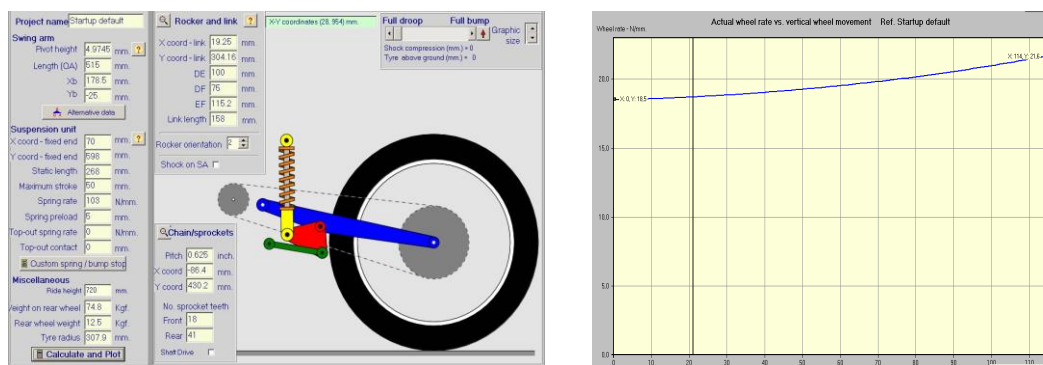 Project name Startup default
Swing arm
Pivot height 4.9745 mm. ?
Length (OA) 515 mm.
Xb 178.5 mm.
Yb -25 mm.
Alternative data
Suspension unit
X coord - fixed end 70 mm. ?
Y coord - fixed end 598 mm.
Static length 268 mm.
Maximum stroke 50 mm.
Spring rate 103 N/mm.
Spring preload 5 mm.
Top-out spring rate 0 N/mm.
Top-out contact 0 mm.
Custom spring / bump stop
Miscellaneous
Ride height 720 mm.
Weight on rear wheel 74.8 Kgf.
Rear wheel weight 12.5 Kgf.
Tyre radius 307.9 mm.
Calculate and Plot
Rocker and link ?
X coord - link 19.25 mm.
Y coord - link 304.16 mm.
DE 100 mm.
DF 75 mm.
EF 115.2 mm.
Link length 158 mm.
Rocker orientation 2
Shock on SA
Chain/sprockets
Pitch 0.625 inch.
X coord -86.4 mm.
Y coord 430.2 mm.
No. sprocket teeth
Front 18
Rear 41
Shaft Drive
X-Y coordinates (28, 954) mm.
Full droop Full bump
Graphic
size
Shock compression (mm.) = 0
Tyre above ground (mm.) = 0
Actual wheel rate vs. vertical wheel movement Ref. Startup default
Wheel rate - N/mm.
X: 114, Y: 21.6
20.0
X: 0, Y: 18.5
15.0
10.0
5.0
0.0
10 20 30 40 50 60 70 80 90 100 110